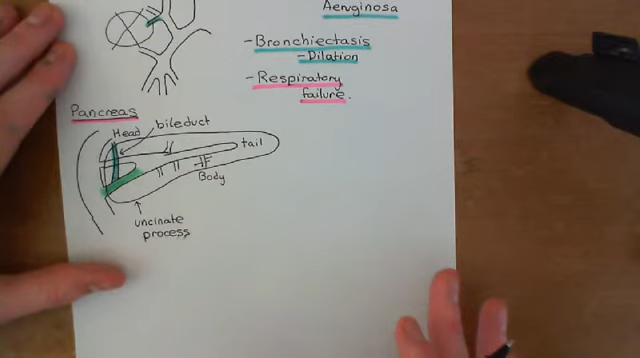 Aeruginosa
- Bronchiectasis
- Dilation
- Respiratory
failure.
Pancreas
Head
bileduct
tail
Body
uncinate
process